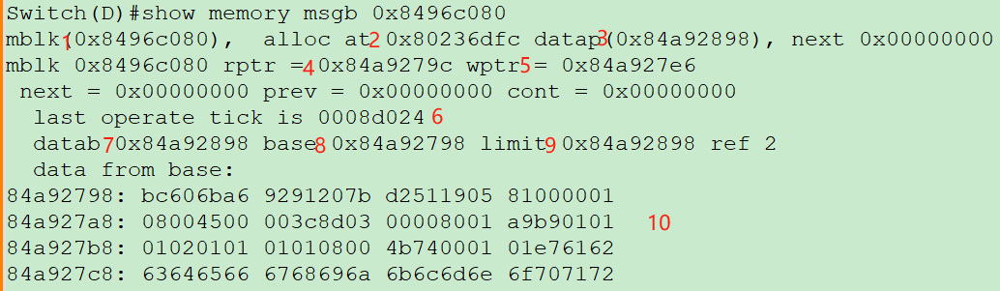 Switch(D)#show memory msgb 0x8496c080
mblk1(0x8496c080),  alloc at2 0x80236dfc datap3(0x84a92898), next 0x00000000
mblk 0x8496c080 rptr =4 0x84a9279c wptr5= 0x84a927e6
next = 0x00000000 prev = 0x00000000 cont = 0x00000000
last operate tick is 0008d024 6
datab7 0x84a92898 base8 0x84a92798 limit9 0x84a92898 ref 2
data from base:
84a92798: bc606ba6 9291207b d2511905 81000001
84a927a8: 08004500 003c8d03 00008001 a9b90101 10
84a927b8: 01020101 01010800 4b740001 01e76162
84a927c8: 63646566 6768696a 6b6c6d6e 6f707172